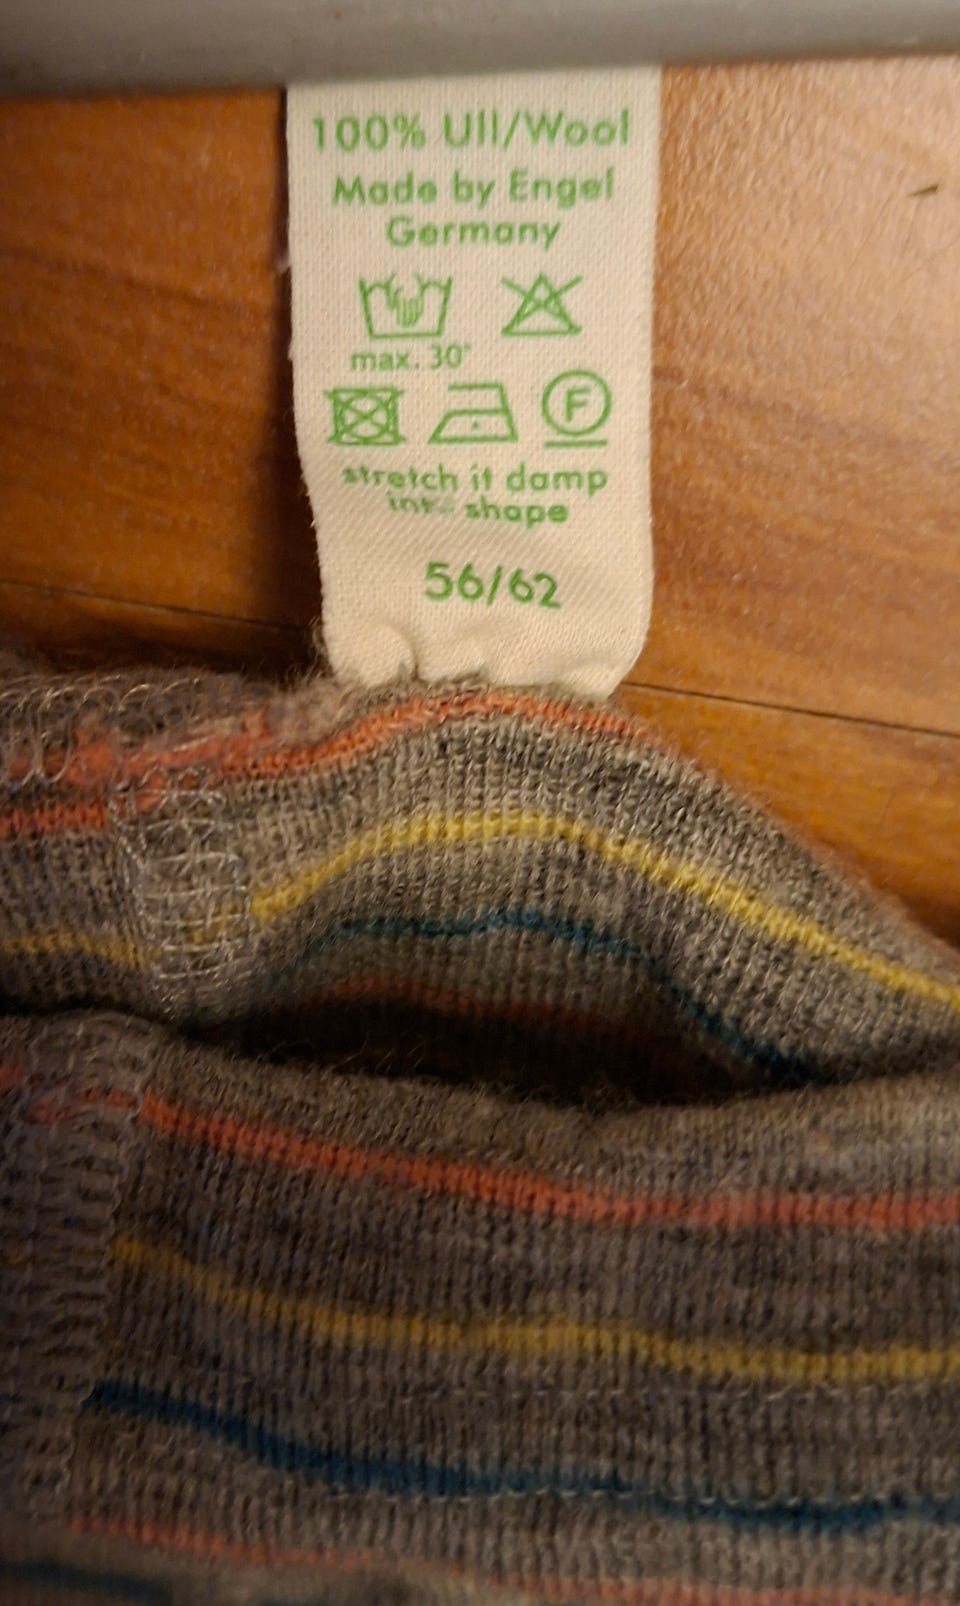 100% Ull/Wool
Made by Engel
Germany
max. 30°
F
stretch it damp
shape
56/62